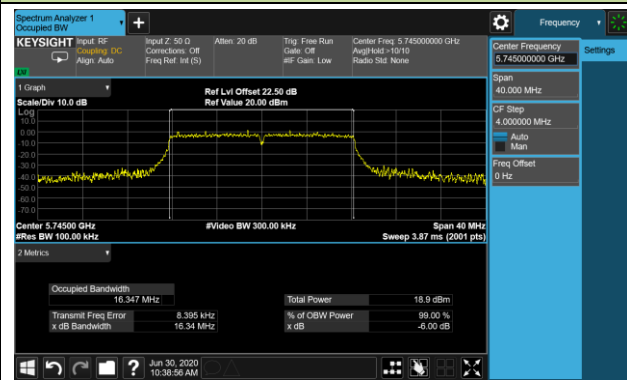 Spectrum Analyzer 1
Occupied BW
Frequency
KEYSIGHT
Input: RF
Coupling: DC
Align: Auto
Input Z: 50 Ω
Corrections: Off
Freq Ref: Int (S)
Atten: 20 dB
Trig: Free Run
Gate: Off
#IF Gain: Low
Center Freq: 5.745000000 GHz
Avg|Hold:>10/10
Radio Std: None
Center Frequency
5.745000000 GHz
Settings
Span
40.000 MHz
CF Step
4.000000 MHz
Auto
Man
Freq Offset
0 Hz
1 Graph
Scale/Div 10.0 dB
Ref Lvl Offset 22.50 dB
Ref Value 20.00 dBm
Log
10.0
0.00
-10.0
-20.0
-30.0
-40.0
-50.0
-60.0
-70.0
Center 5.74500 GHz
#Res BW 100.00 kHz
#Video BW 300.00 kHz
Span 40 MHz
Sweep 3.87 ms (2001 pts)
2 Metrics
Occupied Bandwidth
16.347 MHz
Transmit Freq Error 8.395 kHz
x dB Bandwidth 16.34 MHz
Total Power 18.9 dBm
% of OBW Power 99.00 %
x dB -6.00 dB
Jun 30, 2020
10:38:56 AM